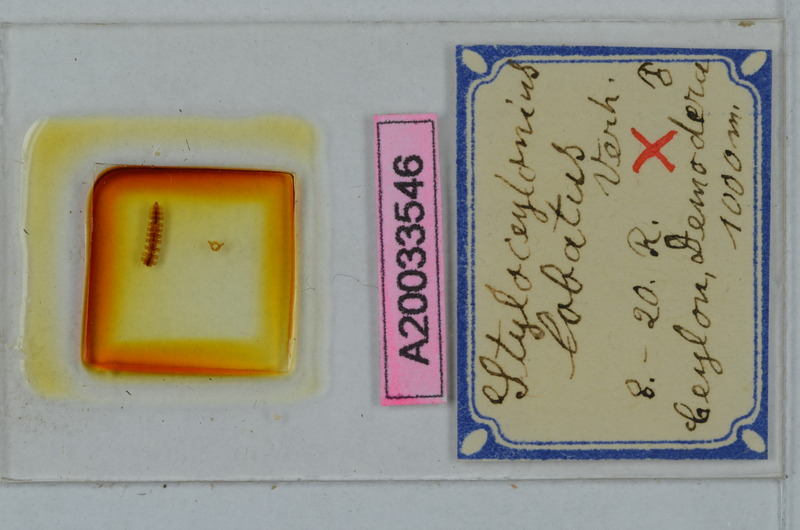 A20033546
Styloceylonius
lobatus
Verh.
X
8.-20. R. F
Ceylon, Demodera
1000 m.